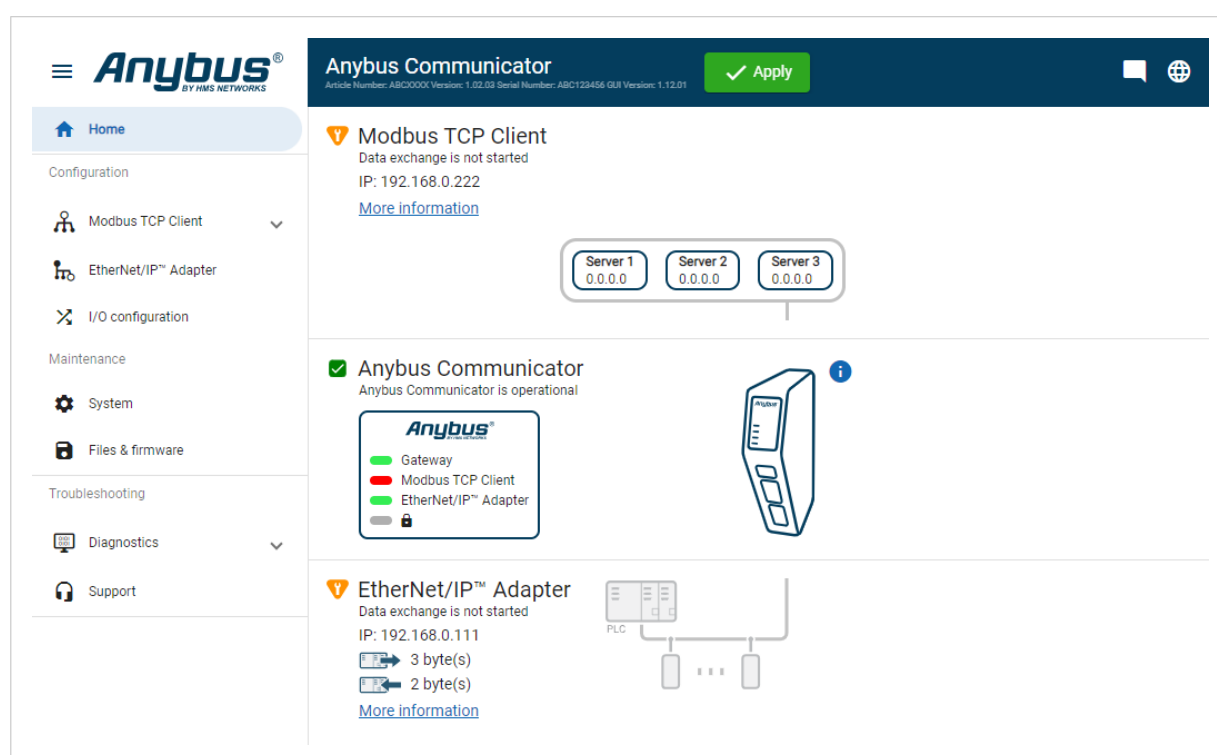 Anybus®
BY HMS NETWORKS
Home
Configuration
Modbus TCP Client
EtherNet/IP™ Adapter
I/O configuration
Maintenance
System
Files & firmware
Troubleshooting
Diagnostics
Support
Anybus Communicator
Article Number: ABCXXXX Version: 1.02.03 Serial Number: ABC123456 GUI Version: 1.12.01
Apply
Modbus TCP Client
Data exchange is not started
IP: 192.168.0.222
More information
Server 1
0.0.0.0
Server 2
0.0.0.0
Server 3
0.0.0.0
Anybus Communicator
Anybus Communicator is operational
Anybus®
BY HMS NETWORKS
Gateway
Modbus TCP Client
EtherNet/IP™ Adapter
Anybus
EtherNet/IP™ Adapter
Data exchange is not started
IP: 192.168.0.111
3 byte(s)
2 byte(s)
More information
PLC